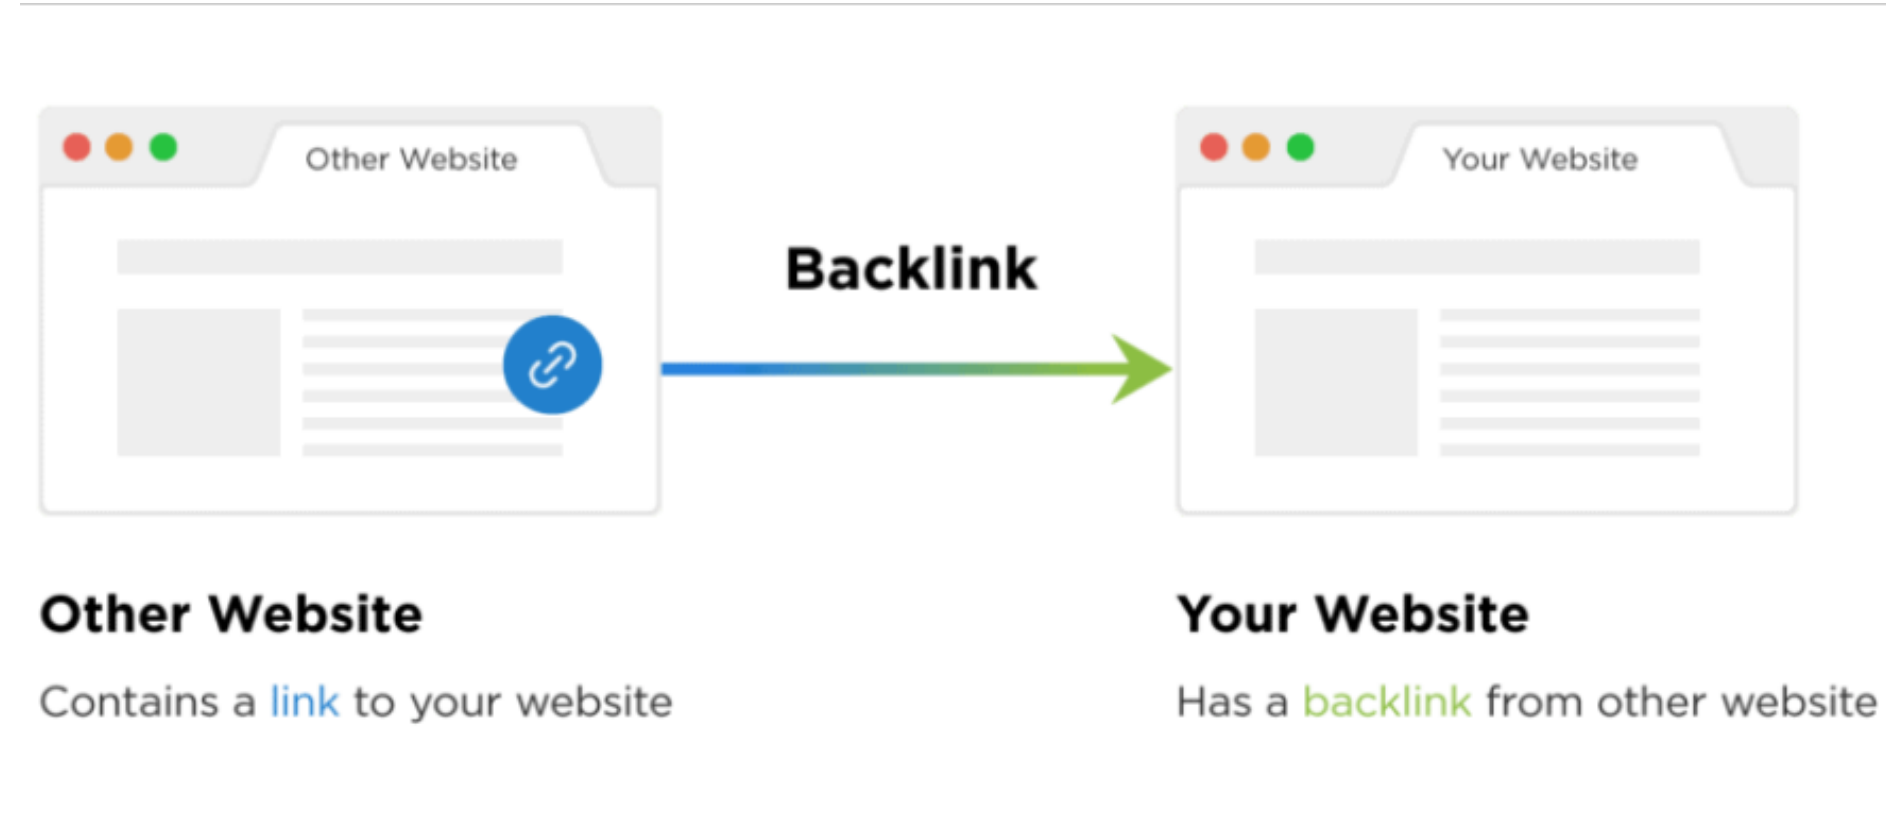 Other Website
Your Website
Backlink
Other Website
Your Website
Contains a link to your website
Has a backlink from other website